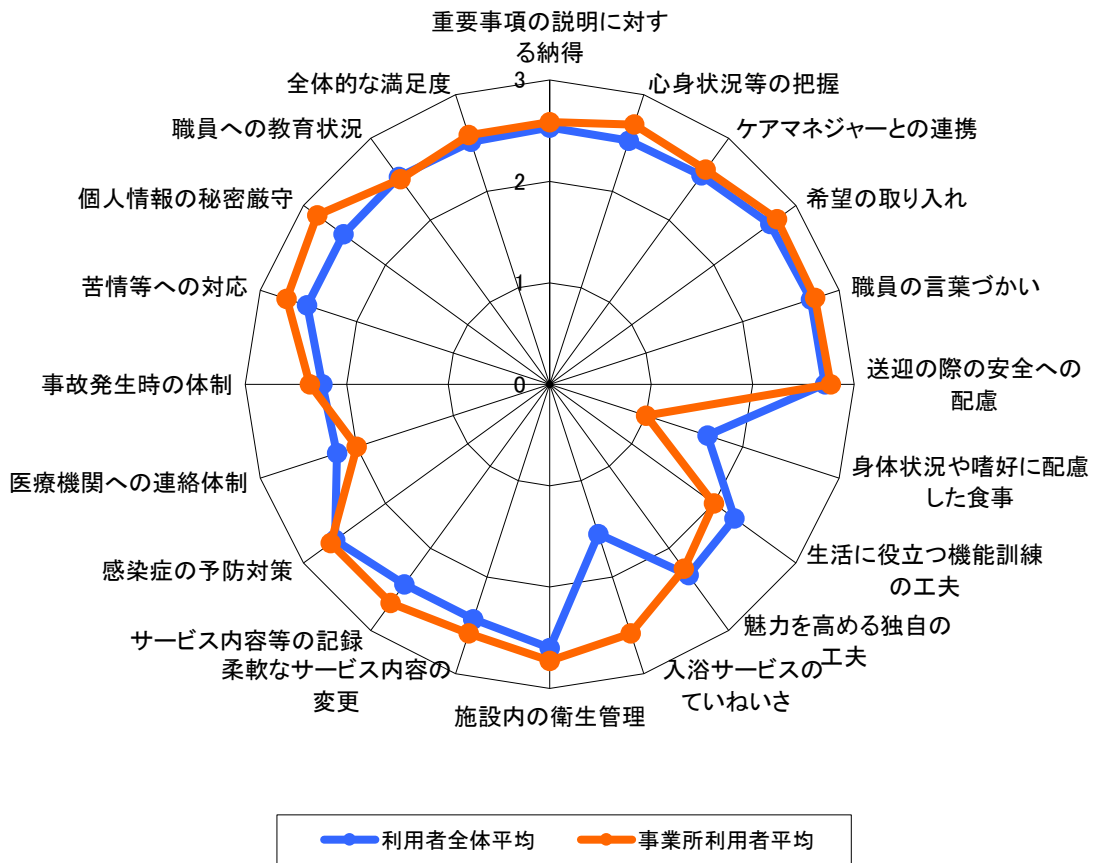 重要事項の説明に対す
る納得
心身状況等の把握
ケアマネジャーとの連携
希望の取り入れ
職員の言葉づかい
送迎の際の安全への
配慮
身体状況や嗜好に配慮
した食事
生活に役立つ機能訓練
の工夫
魅力を高める独自の
工夫
入浴サービスの
ていねいさ
施設内の衛生管理
柔軟なサービス内容の
変更
サービス内容等の記録
感染症の予防対策
医療機関への連絡体制
事故発生時の体制
苦情等への対応
個人情報の秘密厳守
職員への教育状況
全体的な満足度
3
2
1
0
利用者全体平均
事業所利用者平均